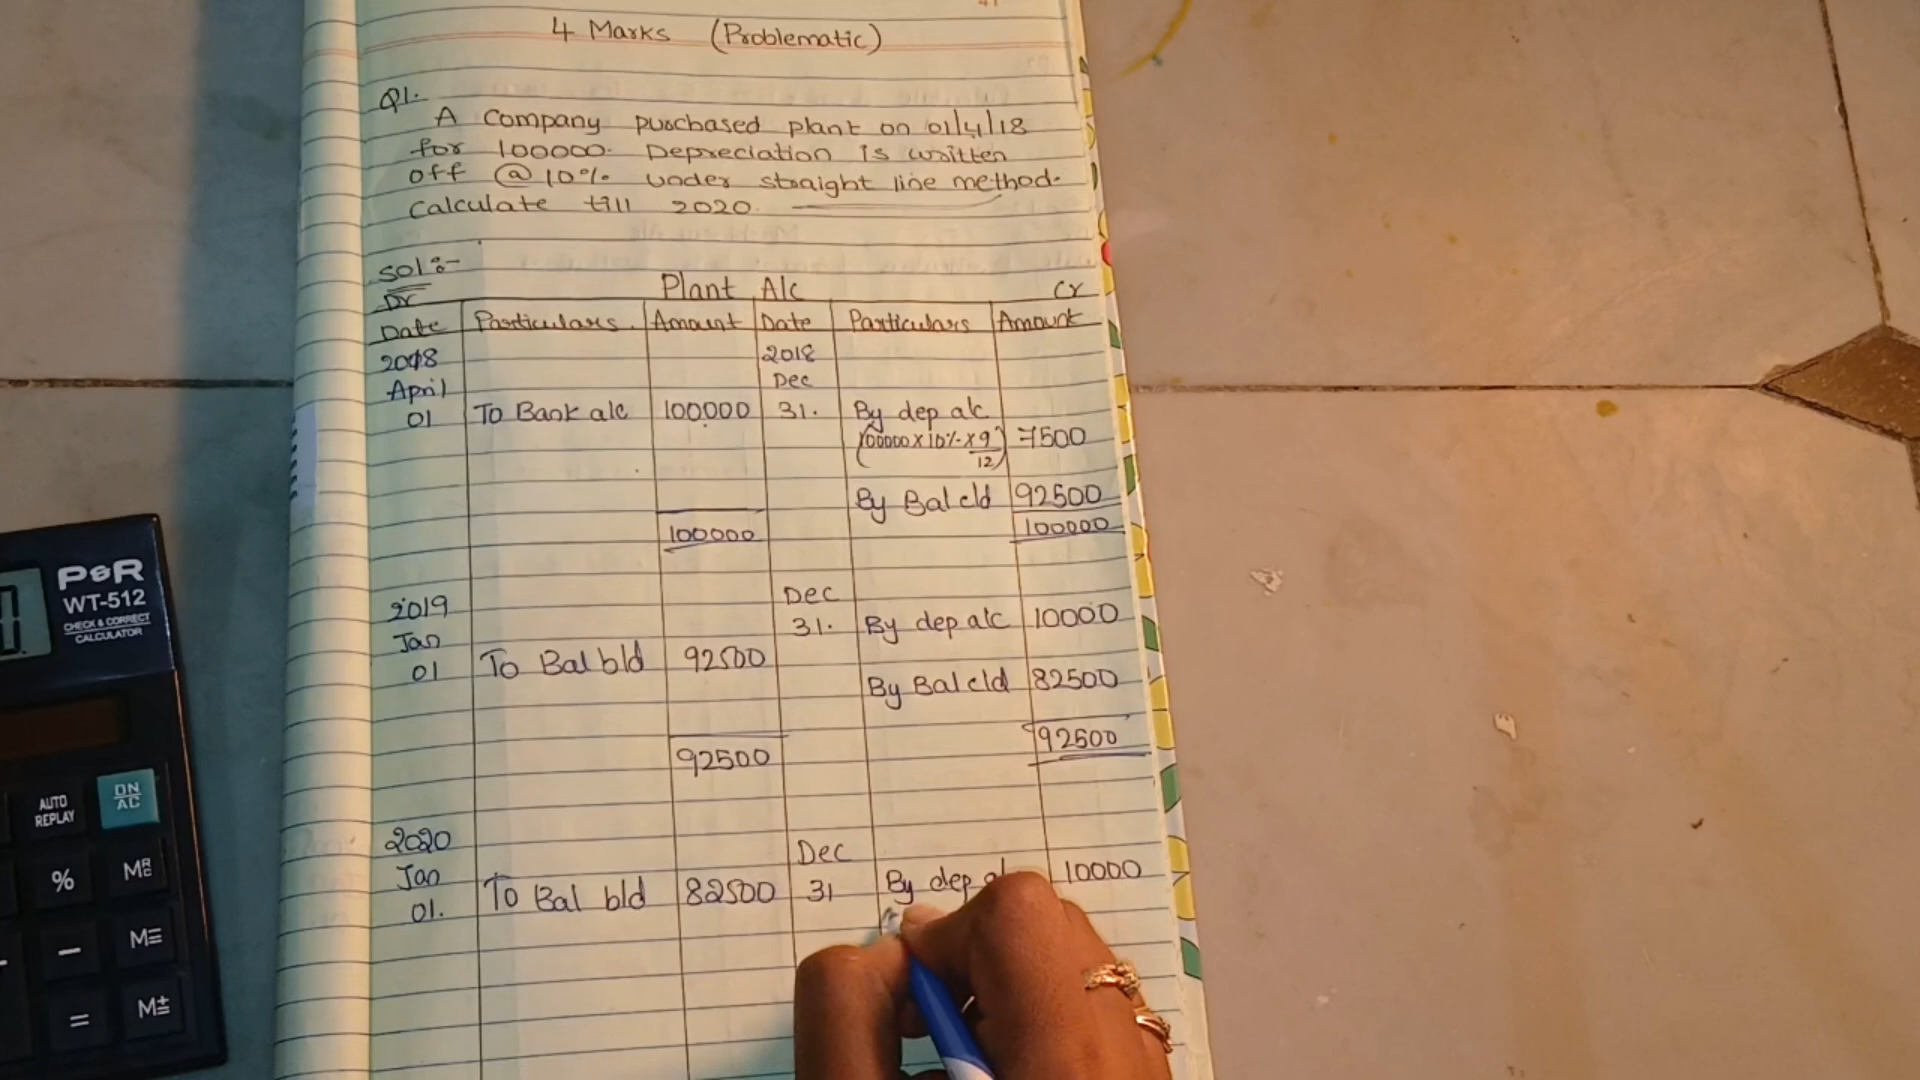 4 Marks (Problematic)
Q1.
A Company purchased plant on 01/4/18
for 100000. Depreciation is written
off @ 10% under straight line method.
Calculate till 2020.
Sol:-
Plant A/c
Dr Cr
Date Particulars. Amount Date Particulars Amount
2018 2018
April Dec
01 To Bank a/c 100000 31. By dep a/c
(100000 x 10% x 9/12) 7500
By Bal c/d 92500
100000 100000
2019 Dec
Jan 31. By dep a/c 10000
01 To Bal b/d 92500
By Bal c/d 82500
92500 92500
2020 Dec
Jan
01. To Bal b/d 82500 31 By dep 10000
P&R
WT-512
CHECK & CORRECT
CALCULATOR
AUTO
REPLAY
ON
AC
%
−
=